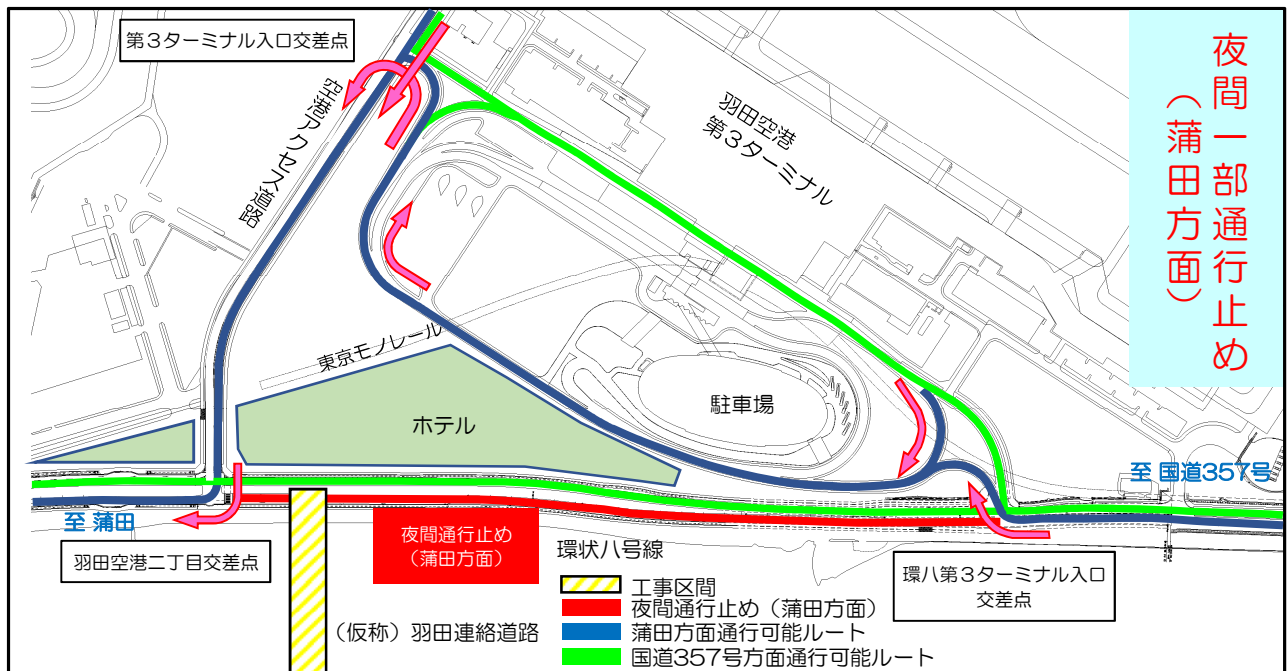 第3ターミナル入口交差点
夜間一部通行止め
（蒲田方面）
空港アクセス道路
羽田空港
第3ターミナル
東京モノレール
ホテル
駐車場
至 国道357号
至 蒲田
羽田空港二丁目交差点
夜間通行止め
（蒲田方面）
環状八号線
環八第3ターミナル入口
交差点
（仮称）羽田連絡道路
工事区間
夜間通行止め（蒲田方面）
蒲田方面通行可能ルート
国道357号方面通行可能ルート